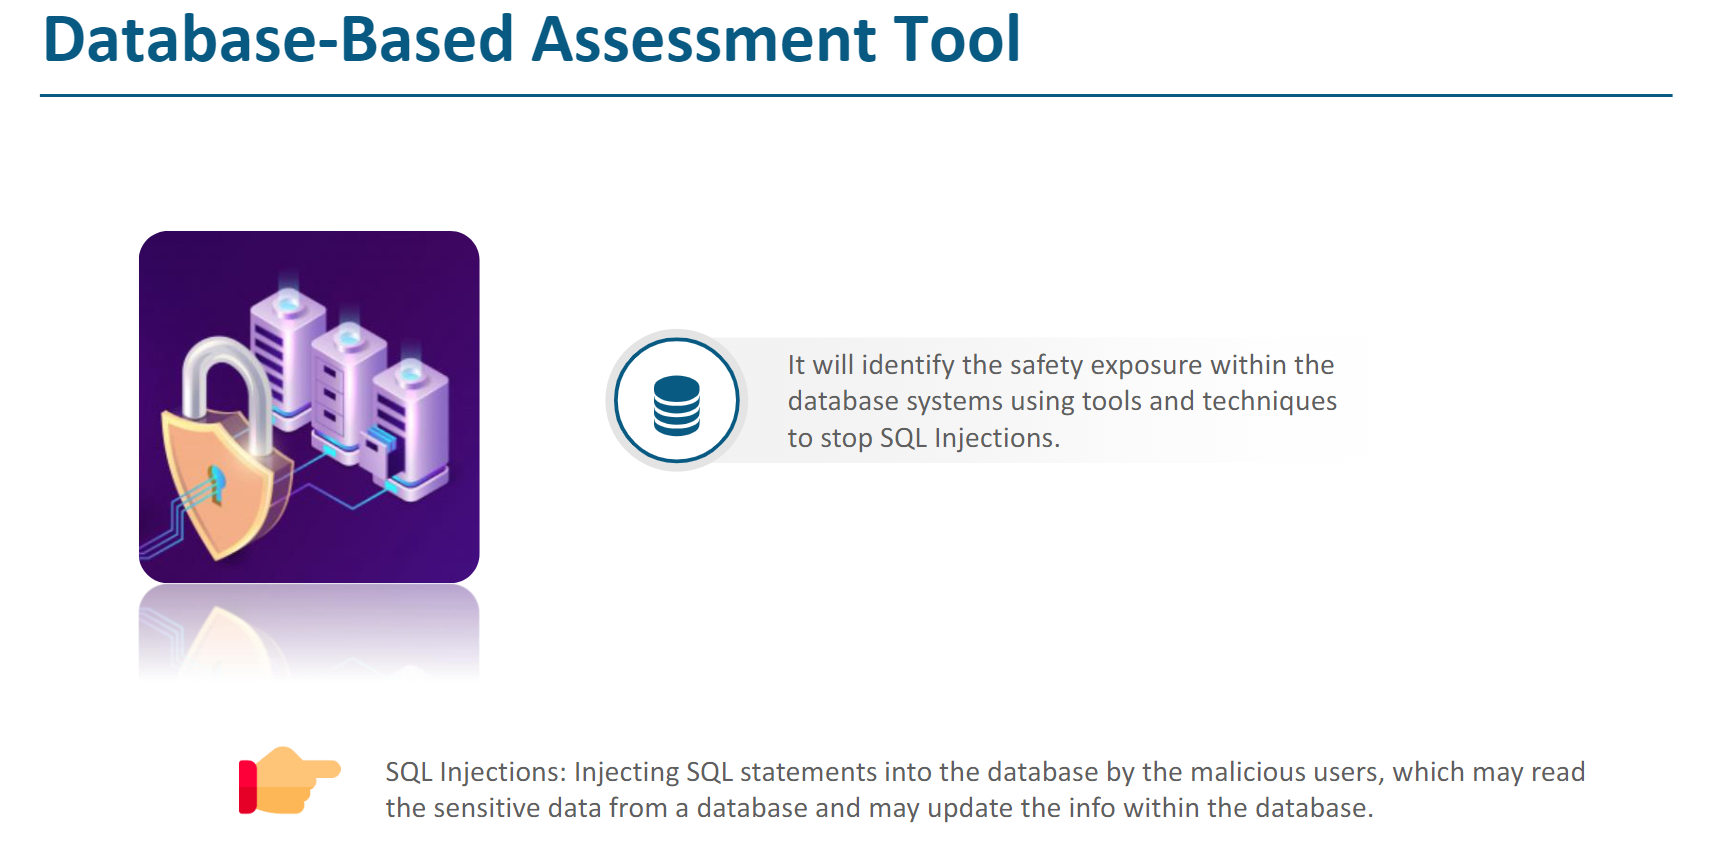 Database-Based Assessment Tool
It will identify the safety exposure within the
database systems using tools and techniques
to stop SQL Injections.
SQL Injections: Injecting SQL statements into the database by the malicious users, which may read
the sensitive data from a database and may update the info within the database.